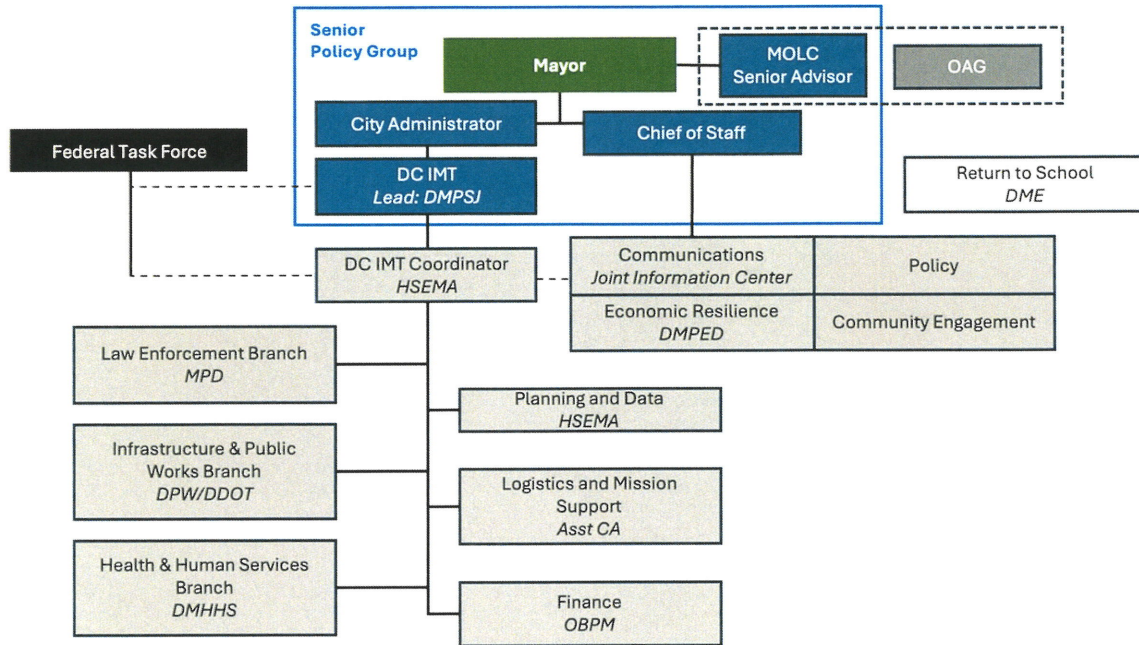 Senior
Policy Group
Mayor
MOLC
Senior Advisor
OAG
City Administrator
Chief of Staff
Federal Task Force
DC IMT
Lead: DMPSJ
Return to School
DME
DC IMT Coordinator
HSEMA
Communications
Joint Information Center
Policy
Economic Resilience
DMPED
Community Engagement
Law Enforcement Branch
MPD
Planning and Data
HSEMA
Infrastructure & Public
Works Branch
DPW/DDOT
Logistics and Mission
Support
Asst CA
Health & Human Services
Branch
DMHHS
Finance
OBPM